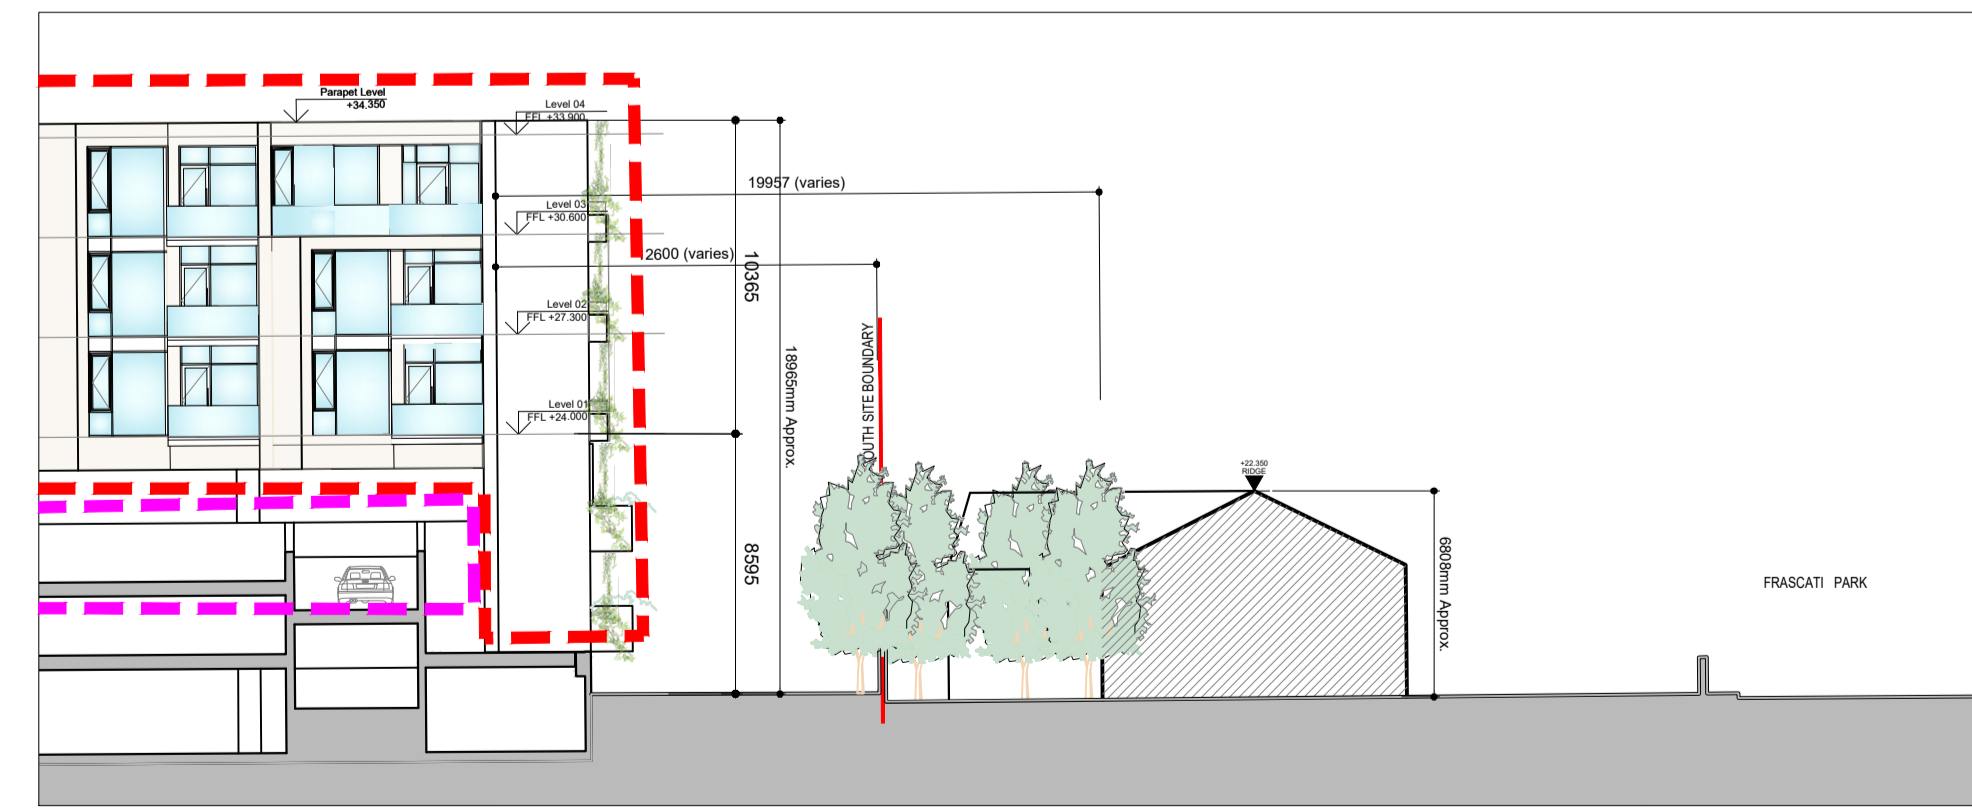 Parapet Level
+34.350
Level 04
FFL +33.900
19957 (varies)
Level 03
FFL +30.600
2600 (varies)
10365
Level 02
FFL +27.300
18965mm Approx.
OUTH SITE BOUNDARY
Level 01
FFL +24.000
+22.350
RIDGE
8595
6808mm Approx.
FRASCATI PARK